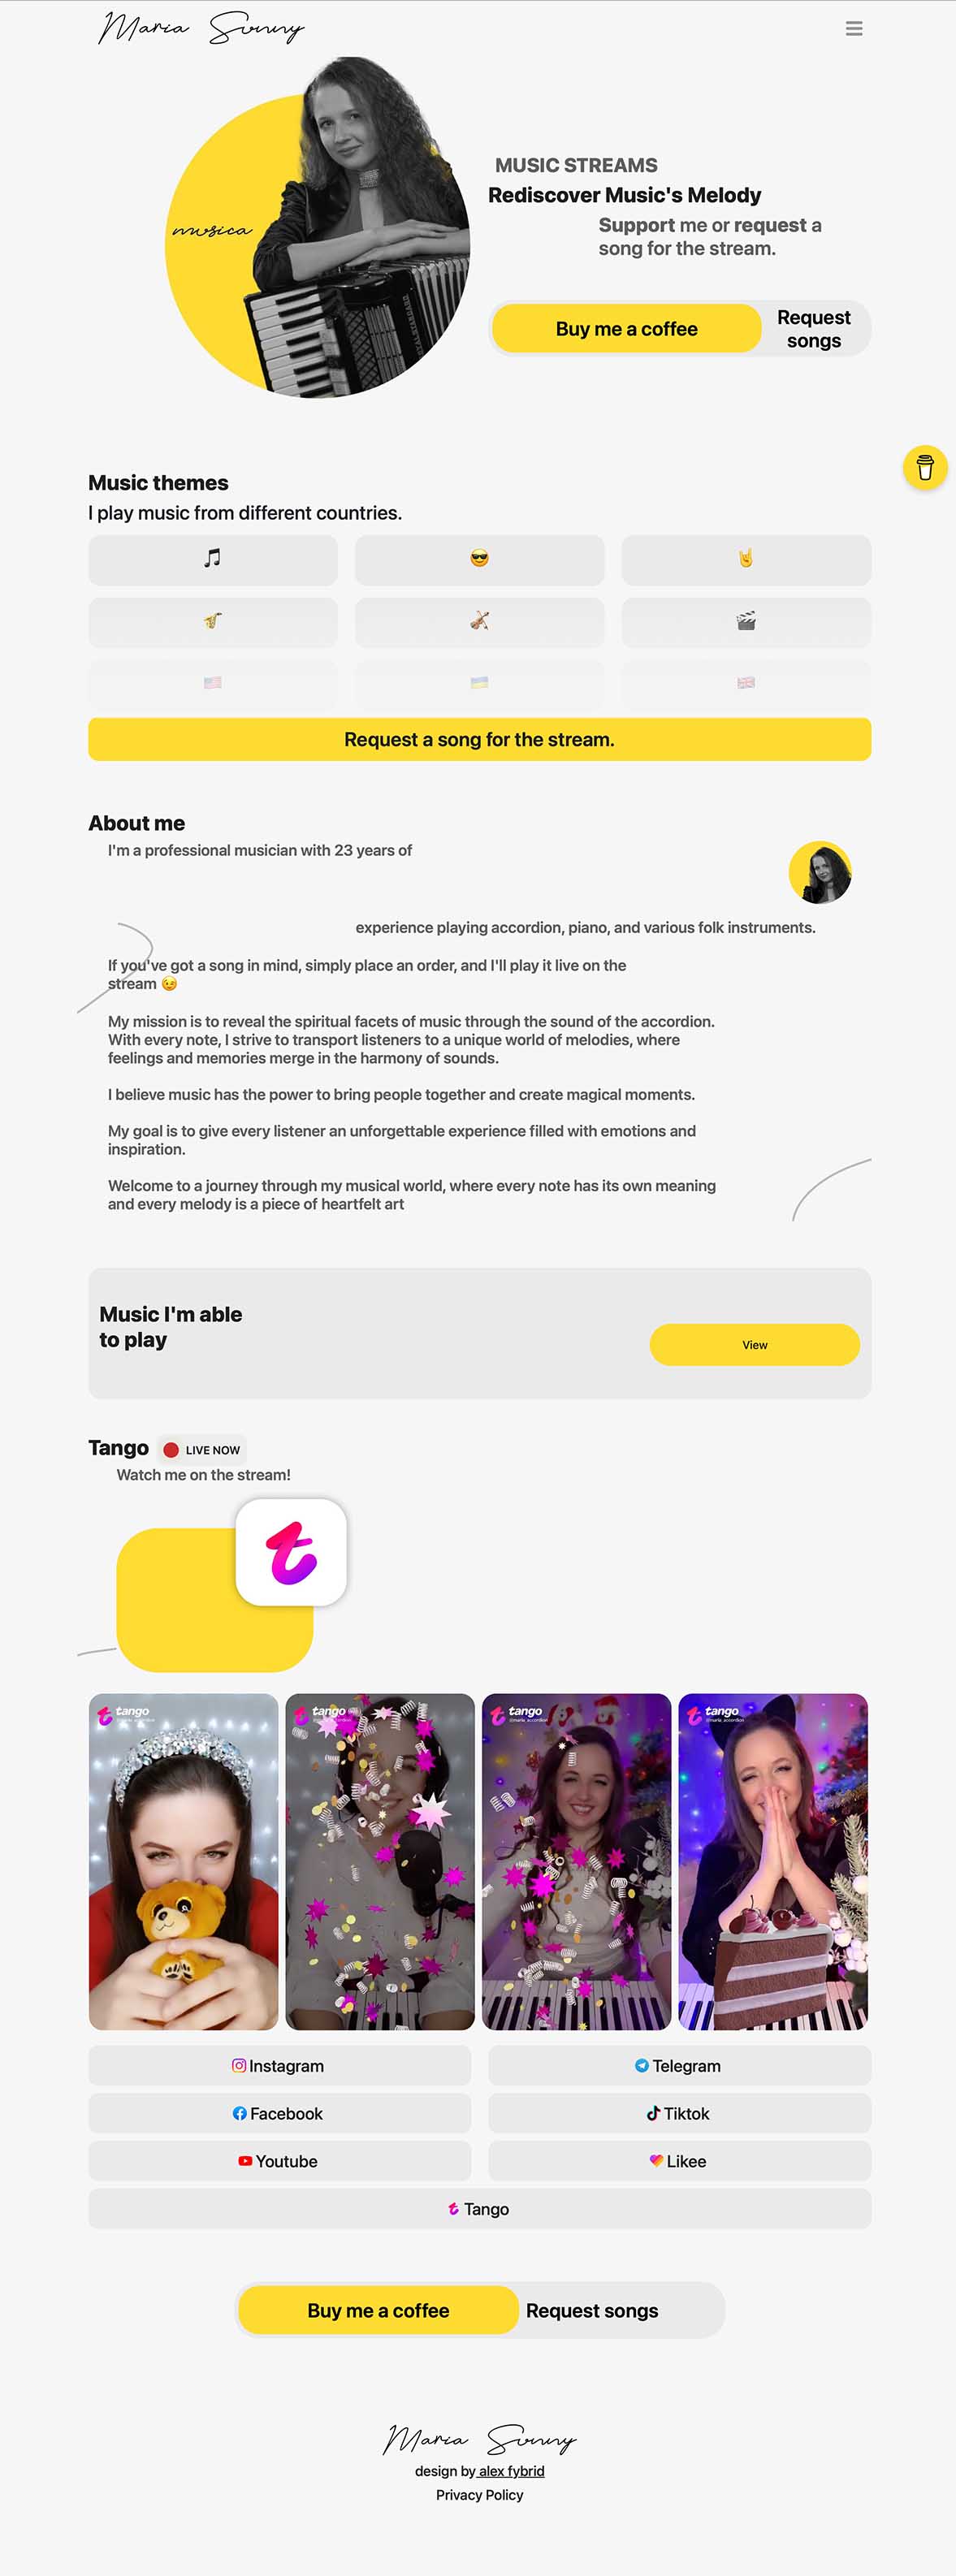 Maria Sunny
musica
MUSIC STREAMS
Rediscover Music's Melody
Support me or request a
song for the stream.
Buy me a coffee
Request
songs
Music themes
I play music from different countries.
Request a song for the stream.
About me
I'm a professional musician with 23 years of
experience playing accordion, piano, and various folk instruments.
If you've got a song in mind, simply place an order, and I'll play it live on the
stream 😉
My mission is to reveal the spiritual facets of music through the sound of the accordion.
With every note, I strive to transport listeners to a unique world of melodies, where
feelings and memories merge in the harmony of sounds.
I believe music has the power to bring people together and create magical moments.
My goal is to give every listener an unforgettable experience filled with emotions and
inspiration.
Welcome to a journey through my musical world, where every note has its own meaning
and every melody is a piece of heartfelt art
Music I'm able
to play
View
Tango
LIVE NOW
Watch me on the stream!
tango
tango
tango
tango
Instagram
Telegram
Facebook
Tiktok
Youtube
Likee
Tango
Buy me a coffee
Request songs
Maria Sunny
design by alex fybrid
Privacy Policy